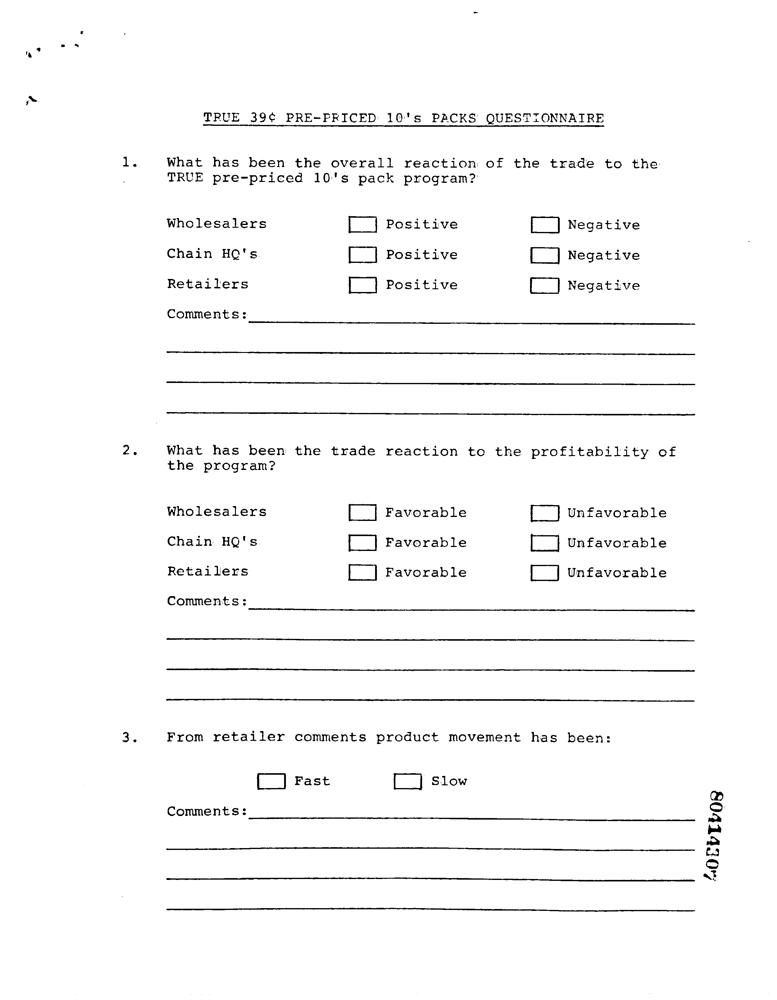 TRUE 39¢ PRE-PRICED 10's PACKS QUESTIONNAIRE
1. What has been the overall reaction of the trade to the
TRUE pre-priced 10's pack program?
Wholesalers Positive Negative
Chain HQ's Positive Negative
Retailers Positive Negative
Comments:
2. What has been the trade reaction to the profitability of
the program?
Wholesalers Favorable Unfavorable
Chain HQ's Favorable Unfavorable
Retailers Favorable Unfavorable
Comments:
3. From retailer comments product movement has been:
Fast Slow
Comments:
80414307